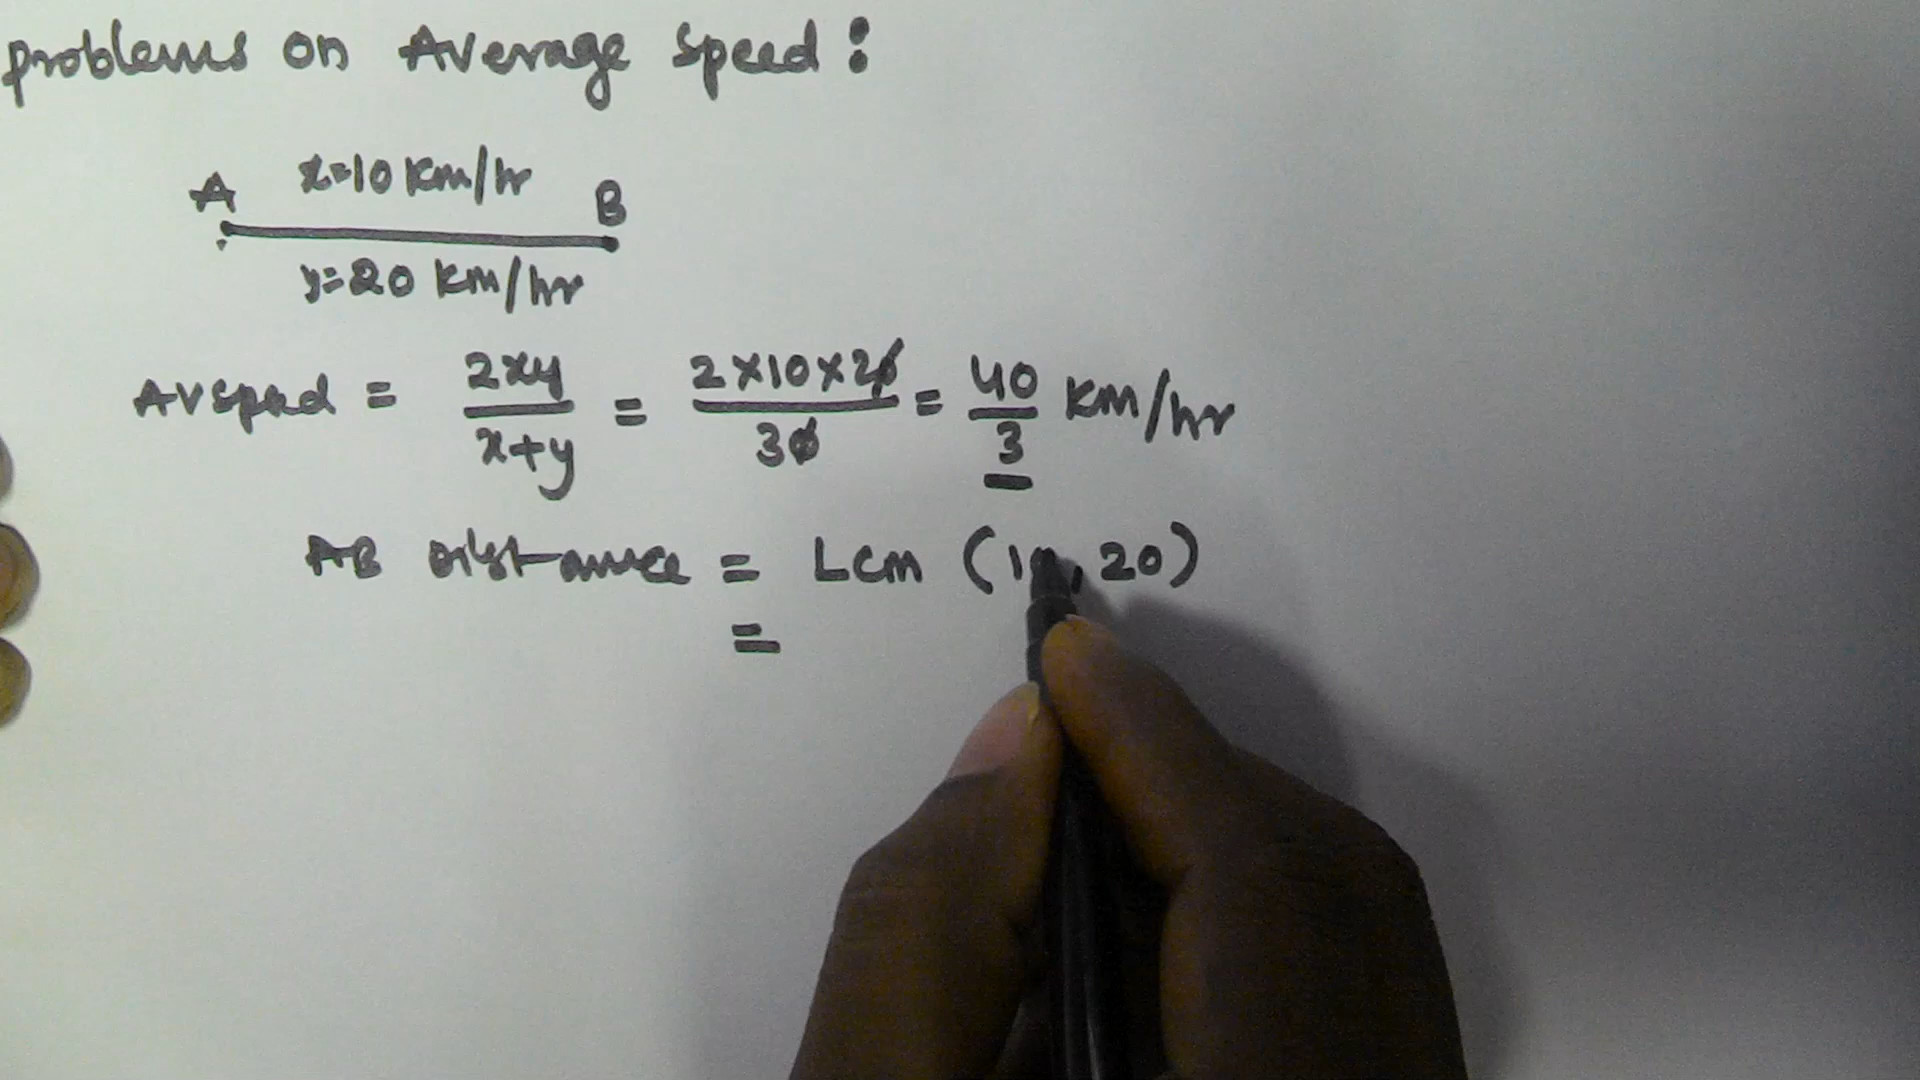 problems on Average Speed:
A x=10 Km/hr B
y=20 Km/hr
AVspeed = 2xy/x+y = 2×10×20/30 = 40/3 Km/hr
AB Distance = Lcm (10, 20)
=